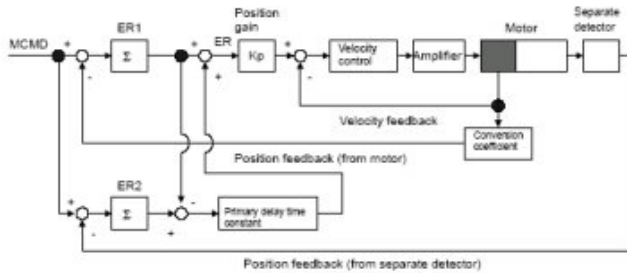 Position
gain
Separate
detector
ER1
Motor
MCMD
+
-
Σ
+
+
ER
Kp
+
-
Velocity
control
Amplifier
Velocity feedback
Conversion
coefficient
Position feedback (from motor)
ER2
+
-
Σ
-
+
Primary delay time
constant
Position feedback (from separate detector)